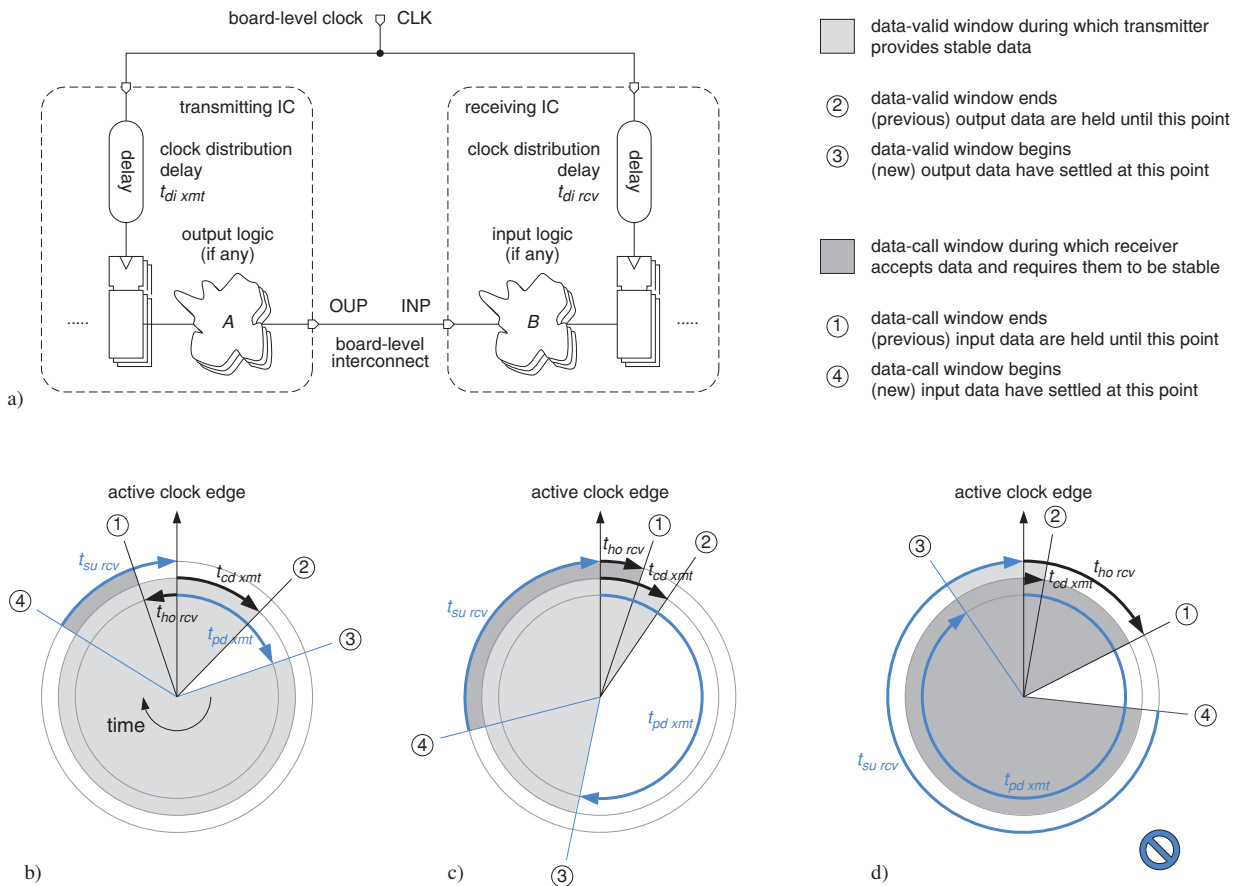 board-level clock CLK
transmitting IC
receiving IC
delay
clock distribution
delay
t_di xmt
clock distribution
delay
t_di rcv
delay
output logic
(if any)
input logic
(if any)
.....
A
OUP
INP
B
.....
board-level
interconnect
a)
data-valid window during which transmitter
provides stable data
2 data-valid window ends
(previous) output data are held until this point
3 data-valid window begins
(new) output data have settled at this point
data-call window during which receiver
accepts data and requires them to be stable
1 data-call window ends
(previous) input data are held until this point
4 data-call window begins
(new) input data have settled at this point
active clock edge
1
2
t_su rcv
t_cd xmt
t_ho rcv
4
t_pd xmt
3
time
b)
active clock edge
1
t_ho rcv
2
t_cd xmt
t_su rcv
t_pd xmt
4
3
c)
active clock edge
2
3
t_ho rcv
t_cd xmt
1
4
t_su rcv
t_pd xmt
d)